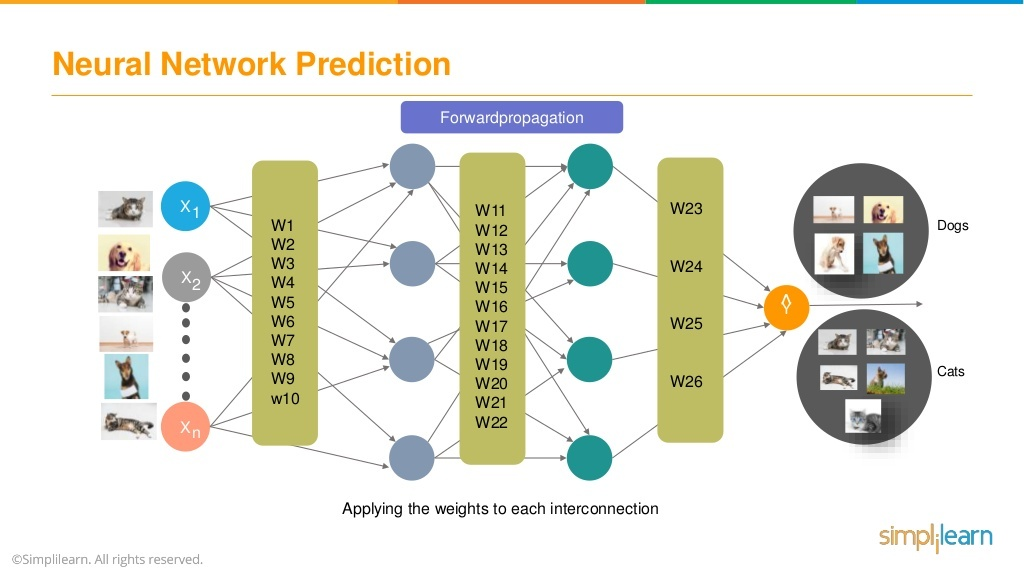 Neural Network Prediction
Forwardpropagation
X1
X2
Xn
W1
W2
W3
W4
W5
W6
W7
W8
W9
w10
W11
W12
W13
W14
W15
W16
W17
W18
W19
W20
W21
W22
W23
W24
W25
W26
Dogs
Cats
Applying the weights to each interconnection
simplilearn
©Simplilearn. All rights reserved.